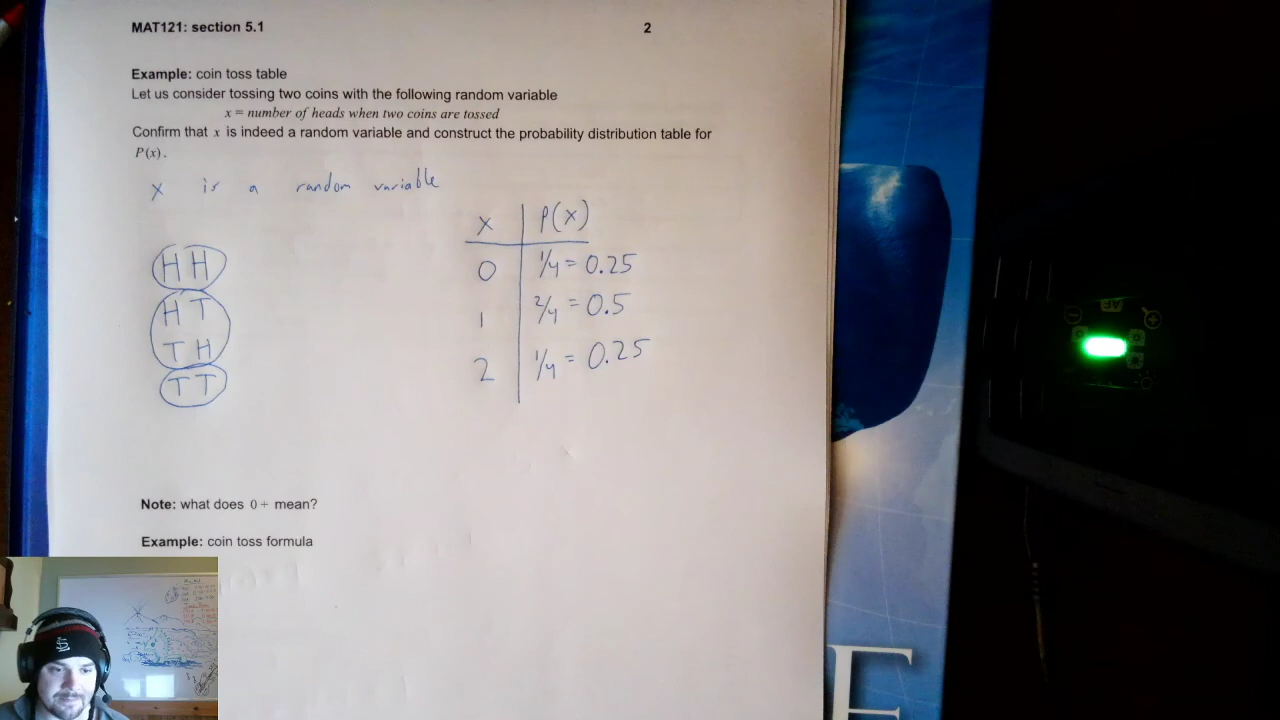 MAT121: section 5.1 2
Example: coin toss table
Let us consider tossing two coins with the following random variable
x = number of heads when two coins are tossed
Confirm that x is indeed a random variable and construct the probability distribution table for
P(x).
x is a random variable
x P(x)
HH
0 1/4 = 0.25
HT
1 2/4 = 0.5
TH
2 1/4 = 0.25
TT
Note: what does 0+ mean?
Example: coin toss formula
E
AF
STL